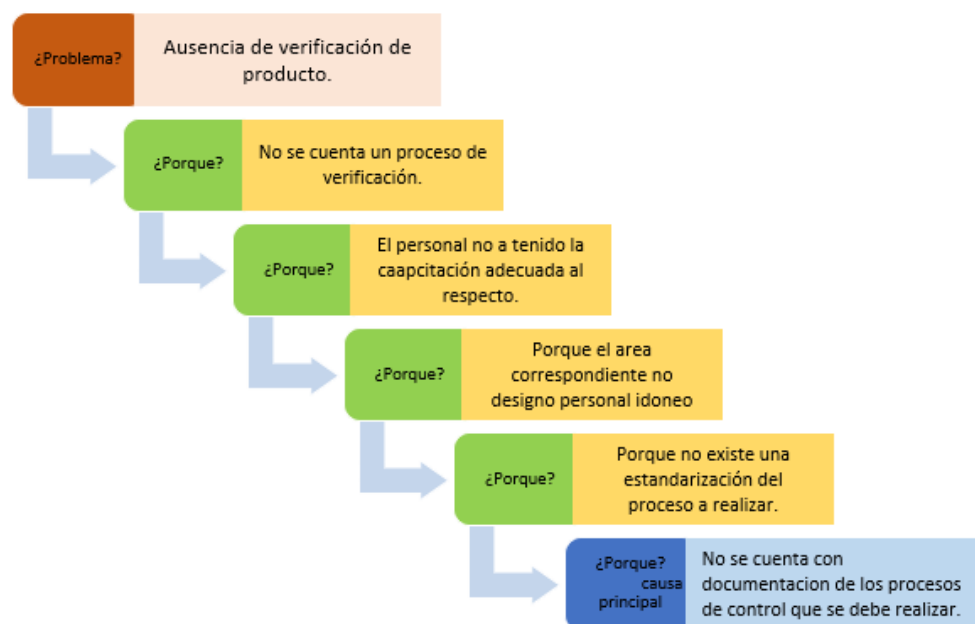 ¿Problema?
Ausencia de verificación de
producto.
¿Porque?
No se cuenta un proceso de
verificación.
¿Porque?
El personal no a tenido la
caapcitación adecuada al
respecto.
¿Porque?
Porque el area
correspondiente no
designo personal idoneo
¿Porque?
Porque no existe una
estandarización del
proceso a realizar.
¿Porque?
causa
principal
No se cuenta con
documentacion de los procesos
de control que se debe realizar.